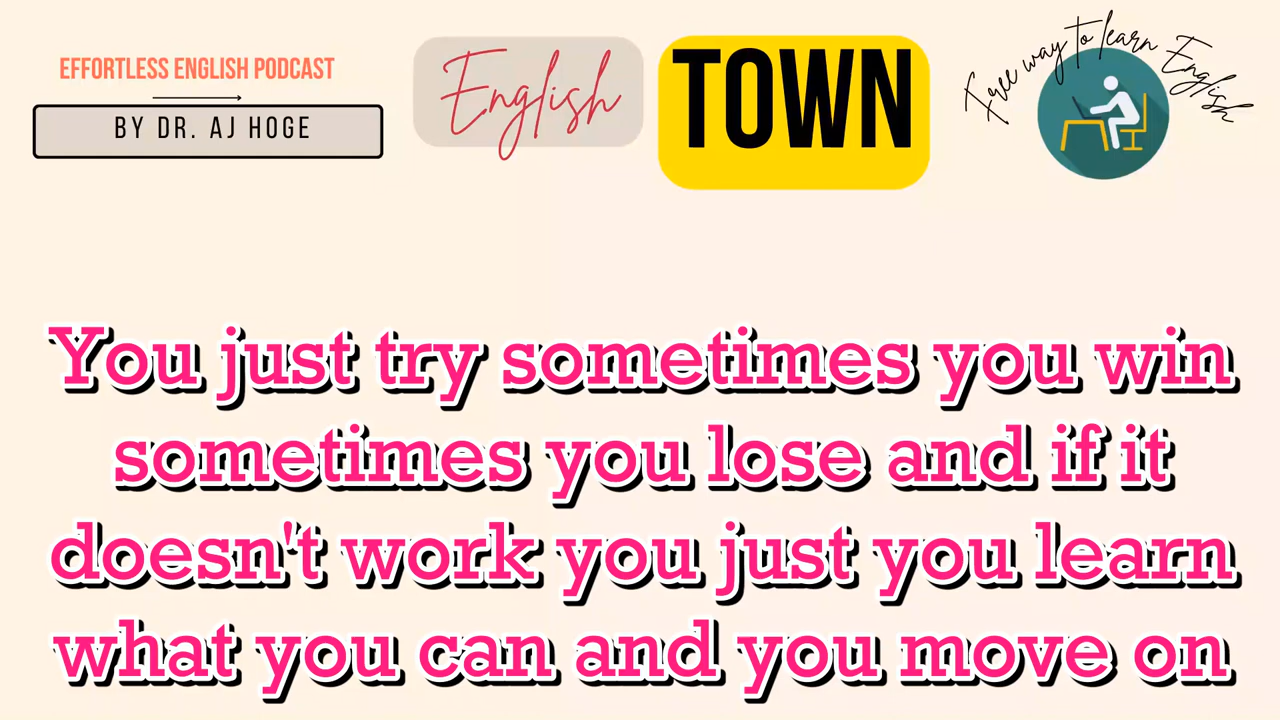 EFFORTLESS ENGLISH PODCAST
BY DR. AJ HOGE
English
TOWN
Free way to learn English
You just try sometimes you win
sometimes you lose and if it
doesn't work you just you learn
what you can and you move on